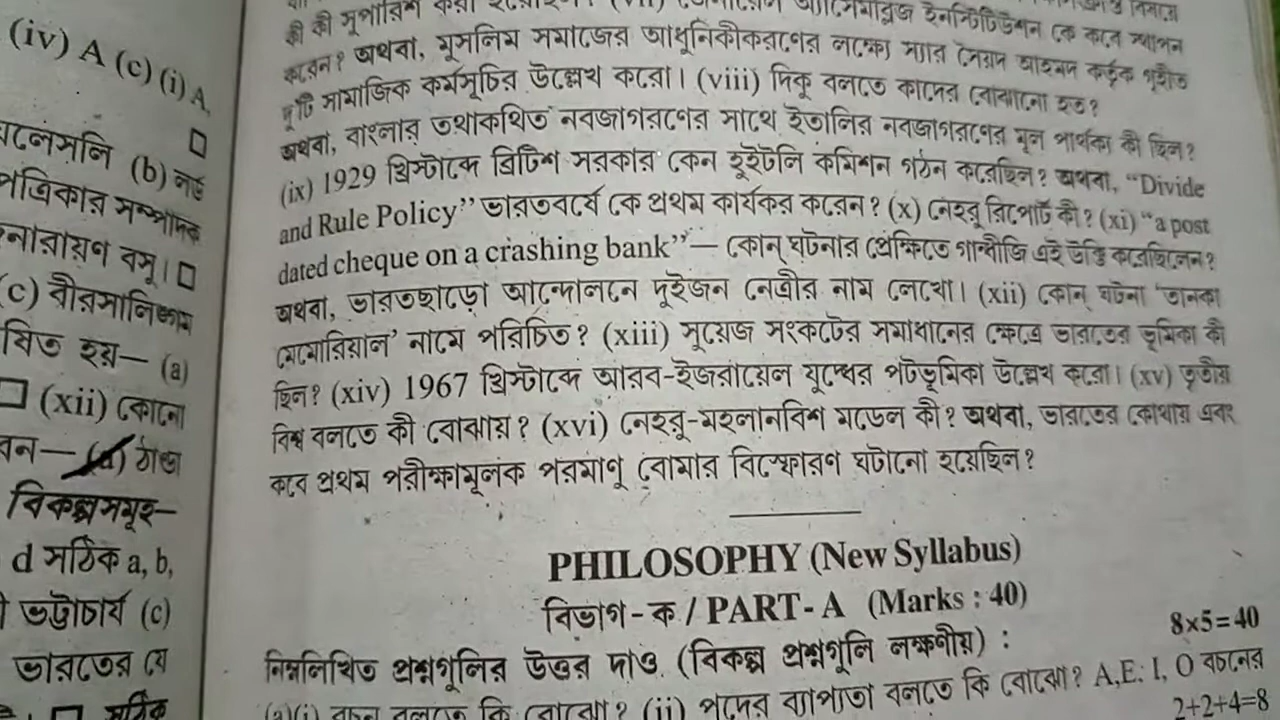 (iv) A (c) (i) A,
(b) লর্ড
পত্রিকার সম্পাদক
নারায়ণ বসু। □
(c) বীরসালিঙ্গম
ষিত হয়— (a)
□ (xii) কোনো
বন— (d) ঠান্ডা
বিকল্পসমূহ—
d সঠিক a, b,
ভট্টাচার্য (c)
ভারতের যে
□ সঠিক
কী কী সুপারিশ করা হয়েছিল? (vii) জেনারেল অ্যাসেমব্লিজ ইনস্টিটিউশন কে কবে স্থাপন
করেন? অথবা, মুসলিম সমাজের আধুনিকীকরণের লক্ষ্যে স্যার সৈয়দ আহমদ কর্তৃক গৃহীত
দুটি সামাজিক কর্মসূচির উল্লেখ করো। (viii) দিকু বলতে কাদের বোঝানো হত?
অথবা, বাংলার তথাকথিত নবজাগরণের সাথে ইতালির নবজাগরণের মূল পার্থক্য কী ছিল?
(ix) 1929 খ্রিস্টাব্দে ব্রিটিশ সরকার কেন হুইটলি কমিশন গঠন করেছিল? অথবা, “Divide
and Rule Policy” ভারতবর্ষে কে প্রথম কার্যকর করেন? (x) নেহরু রিপোর্ট কী? (xi) “a post
dated cheque on a crashing bank”— কোন্ ঘটনার প্রেক্ষিতে গান্ধীজি এই উক্তি করেছিলেন?
অথবা, ভারতছাড়ো আন্দোলনে দুইজন নেত্রীর নাম লেখো। (xii) কোন্ ঘটনা ‘তানাকা
মেমোরিয়াল’ নামে পরিচিত? (xiii) সুয়েজ সংকটের সমাধানের ক্ষেত্রে ভারতের ভূমিকা কী
ছিল? (xiv) 1967 খ্রিস্টাব্দে আরব-ইজরায়েল যুদ্ধের পটভূমিকা উল্লেখ করো। (xv) তৃতীয়
বিশ্ব বলতে কী বোঝায়? (xvi) নেহরু-মহলানবিশ মডেল কী? অথবা, ভারতের কোথায় এবং
কবে প্রথম পরীক্ষামূলক পরমাণু বোমার বিস্ফোরণ ঘটানো হয়েছিল?
PHILOSOPHY (New Syllabus)
বিভাগ - ক / PART - A (Marks : 40)
নিম্নলিখিত প্রশ্নগুলির উত্তর দাও (বিকল্প প্রশ্নগুলি লক্ষণীয়) : 8×5=40
(a)(i) বচন বলতে কি বোঝো? (ii) পদের ব্যাপ্যতা বলতে কি বোঝো? A, E, I, O বচনের
2+2+4=8